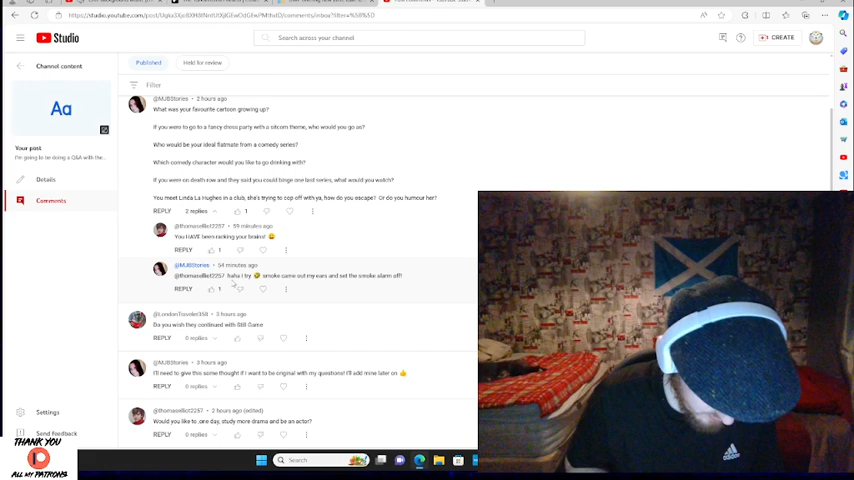 Studio
Search across your channel
CREATE
Channel content
Published
Held for review
Filter
Aa
Your post
I'm going to be doing a Q&A with the...
Details
Comments
Settings
Send feedback
THANK YOU
ALL MY PATRONS
@MJBStories • 2 hours ago
What was your favourite cartoon growing up?
If you were to go to a fancy dress party with a sitcom theme, who would you go as?
Who would be your ideal flatmate from a comedy series?
Which comedy character would you like to go drinking with?
If you were on death row and they said you could binge one last series, what would you watch?
You meet Linda La Hughes in a club, she's trying to cop off with ya, how do you escape? Or do you humour her?
REPLY 2 replies 1
@thomaselliot2257 • 59 minutes ago
You HAVE been racking your brains! 😄
REPLY 1
@MJBStories • 54 minutes ago
@thomaselliot2257 haha I try 🤣 smoke came out my ears and set the smoke alarm off!
REPLY 1
@LondonTraveler358 • 3 hours ago
Do you wish they continued with Still Game
REPLY 0 replies
@MJBStories • 3 hours ago
I'll need to give this some thought if I want to be original with my questions! I'll add mine later on 👍
REPLY 0 replies
@thomaselliot2257 • 2 hours ago (edited)
Would you like to ,one day, study more drama and be an actor?
REPLY 0 replies
Search
adidas